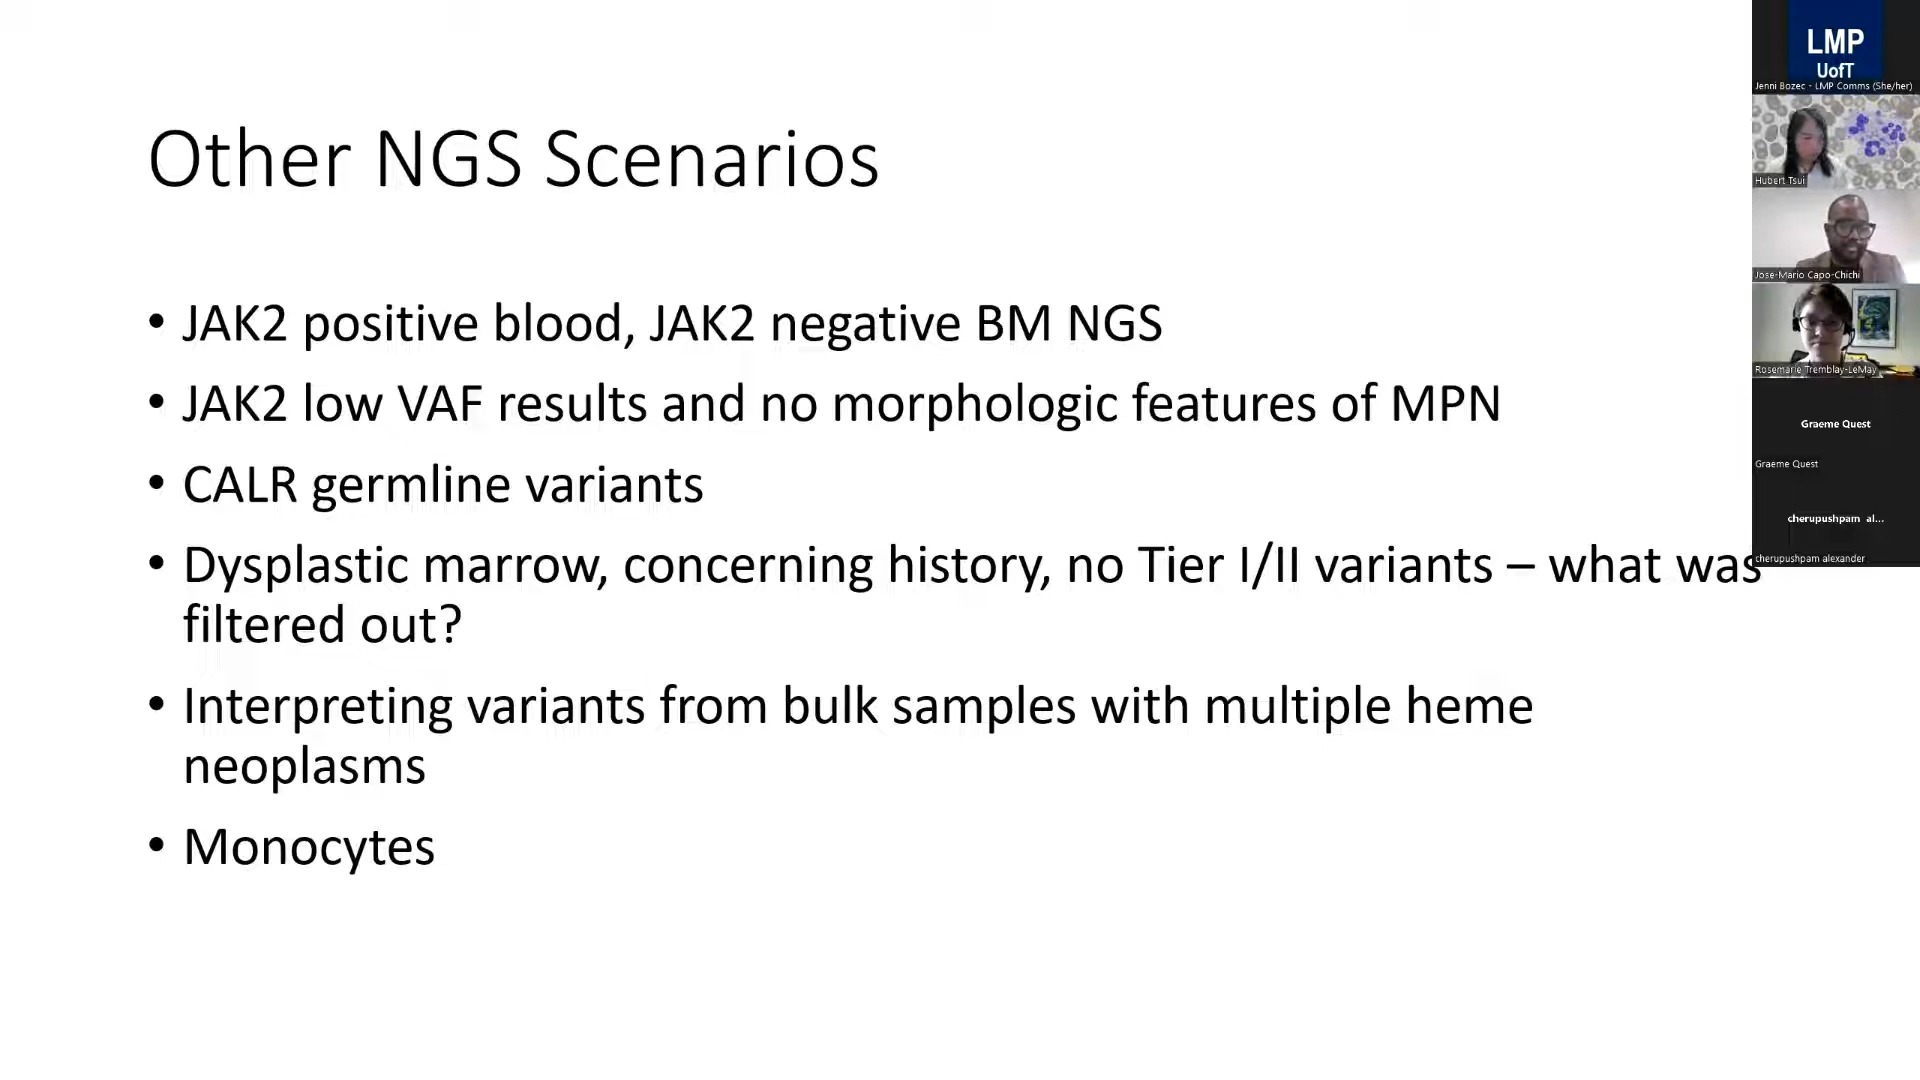 Other NGS Scenarios
• JAK2 positive blood, JAK2 negative BM NGS
• JAK2 low VAF results and no morphologic features of MPN
• CALR germline variants
• Dysplastic marrow, concerning history, no Tier I/II variants – what was
filtered out?
• Interpreting variants from bulk samples with multiple heme
neoplasms
• Monocytes
LMP
UofT
Jenni Bozec - LMP Comms (She/her)
Hubert Tsui
Jose-Mario Capo-Chichi
Rosemarie Tremblay-LeMay
Graeme Quest
Graeme Quest
cherupushpam al...
cherupushpam alexander